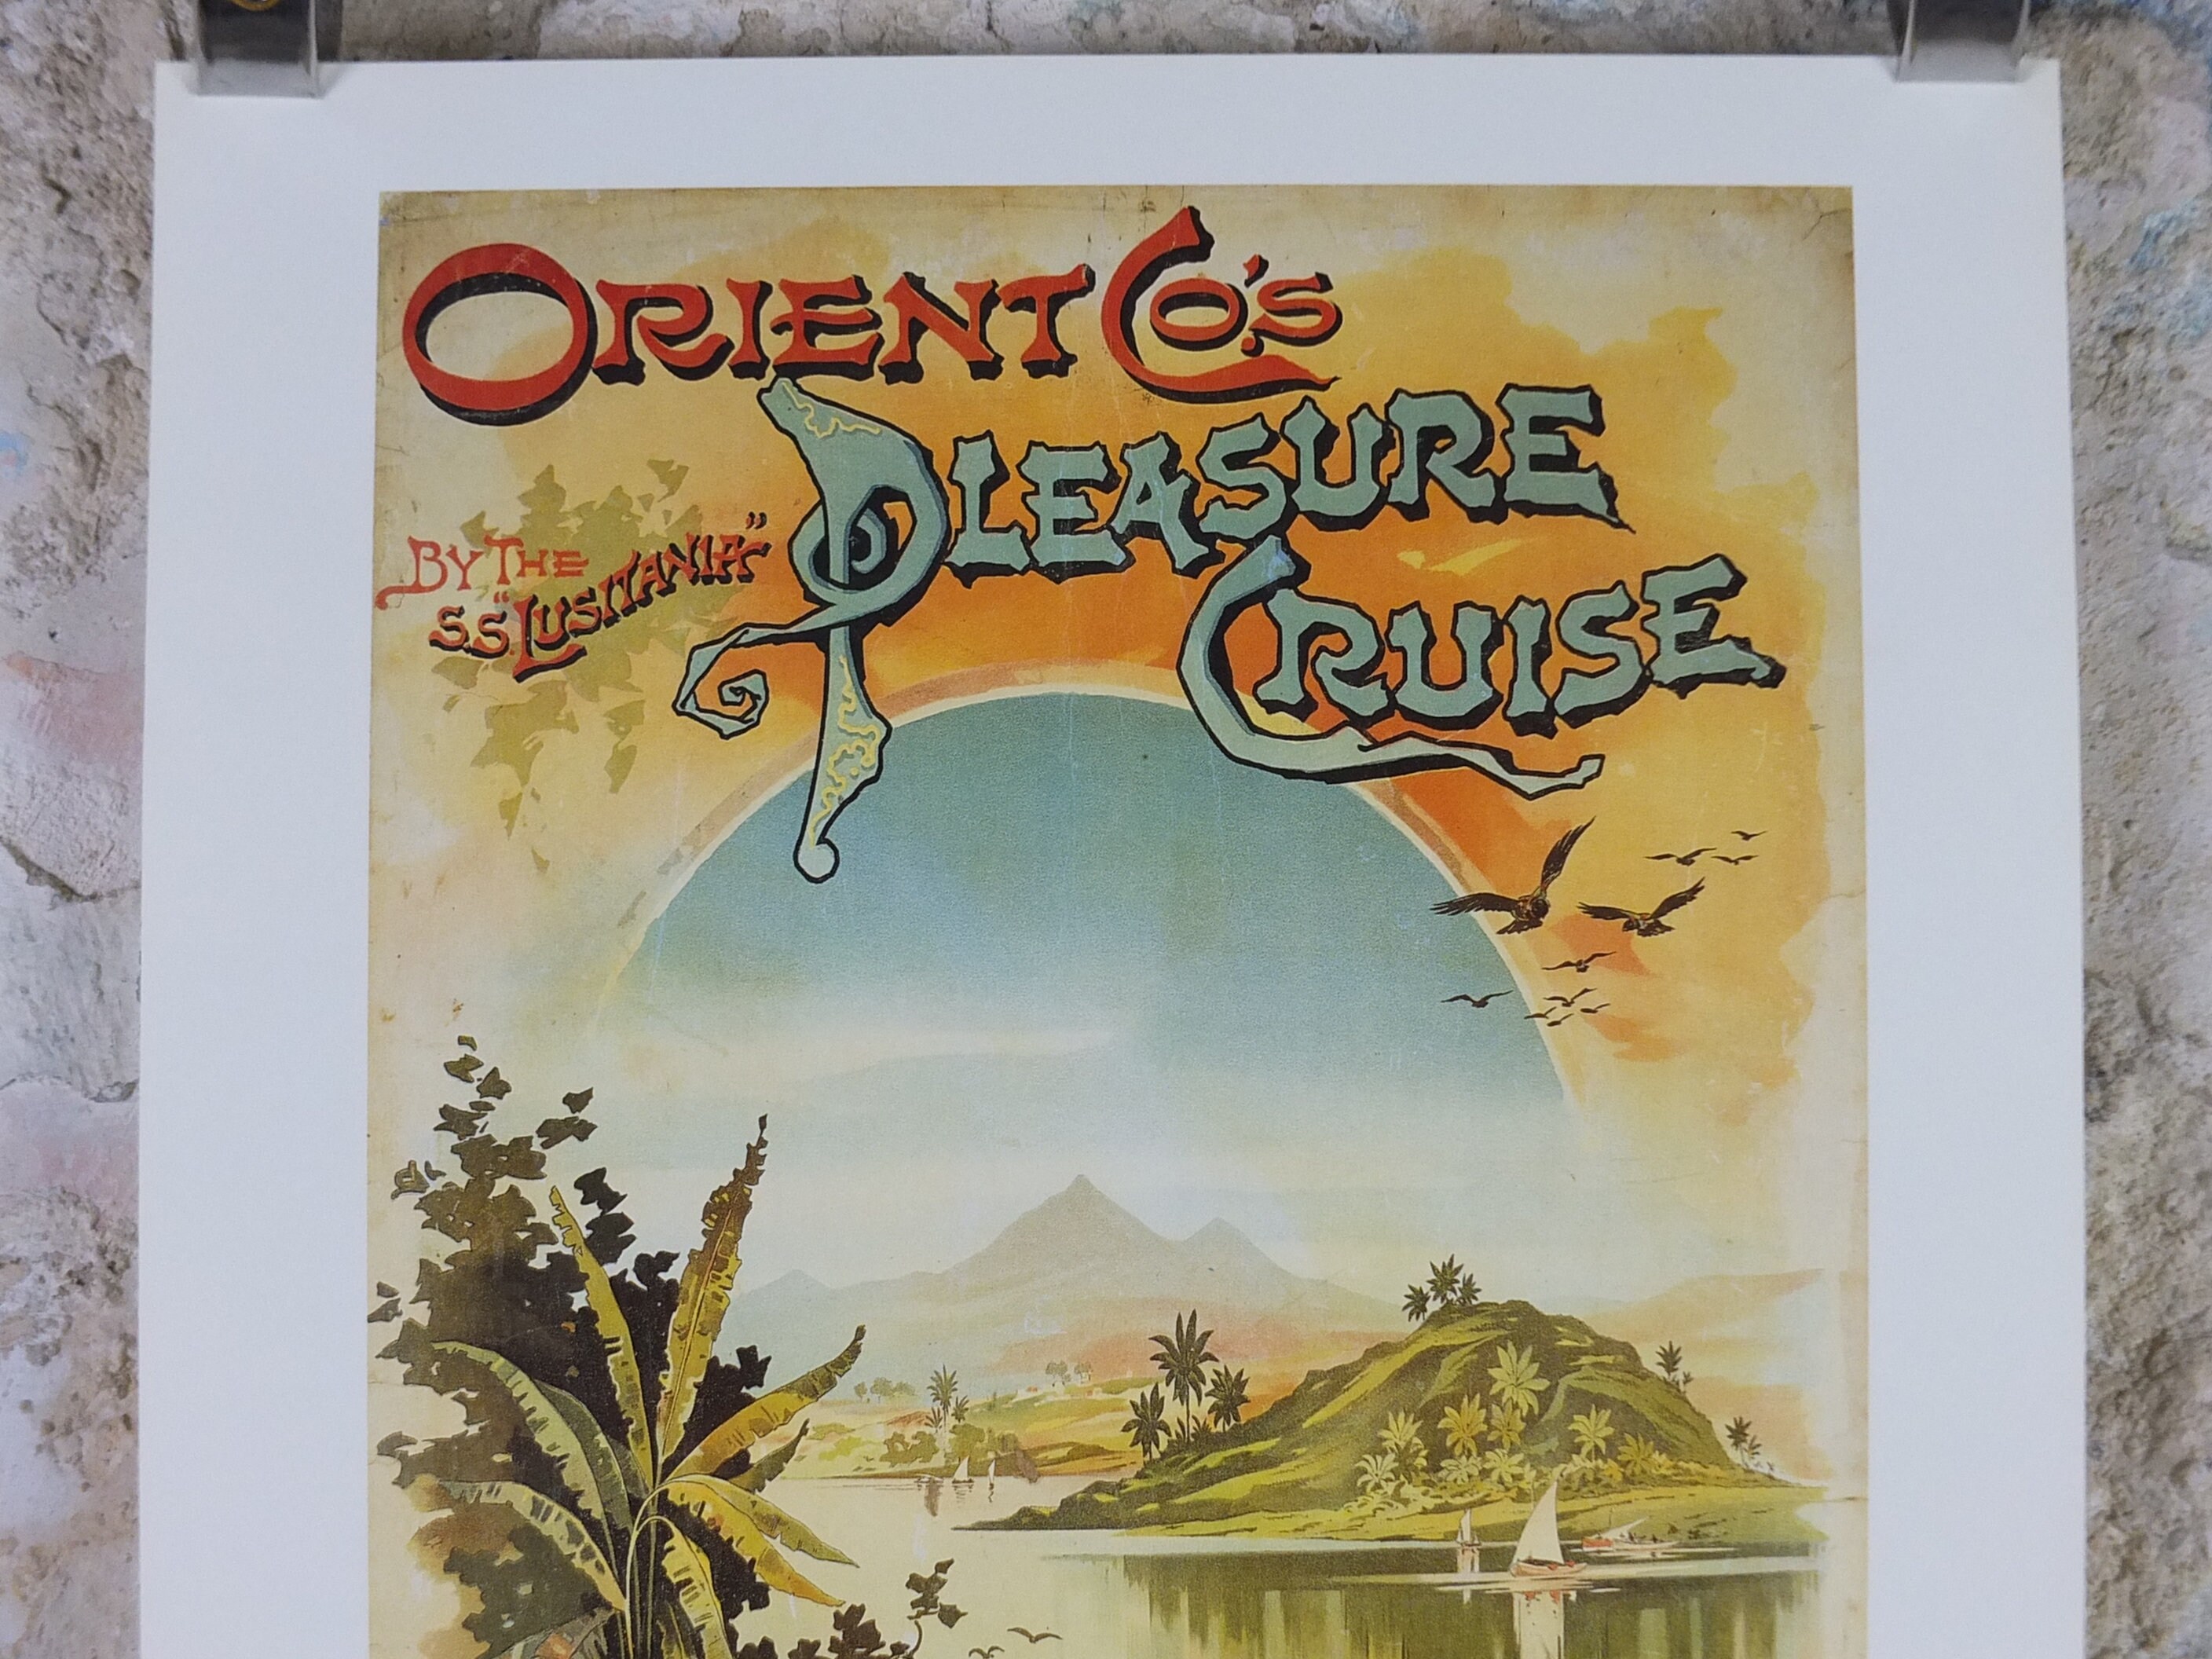 ORIENT CO'S
PLEASURE
CRUISE
BY THE
S.S. "LUSITANIA"